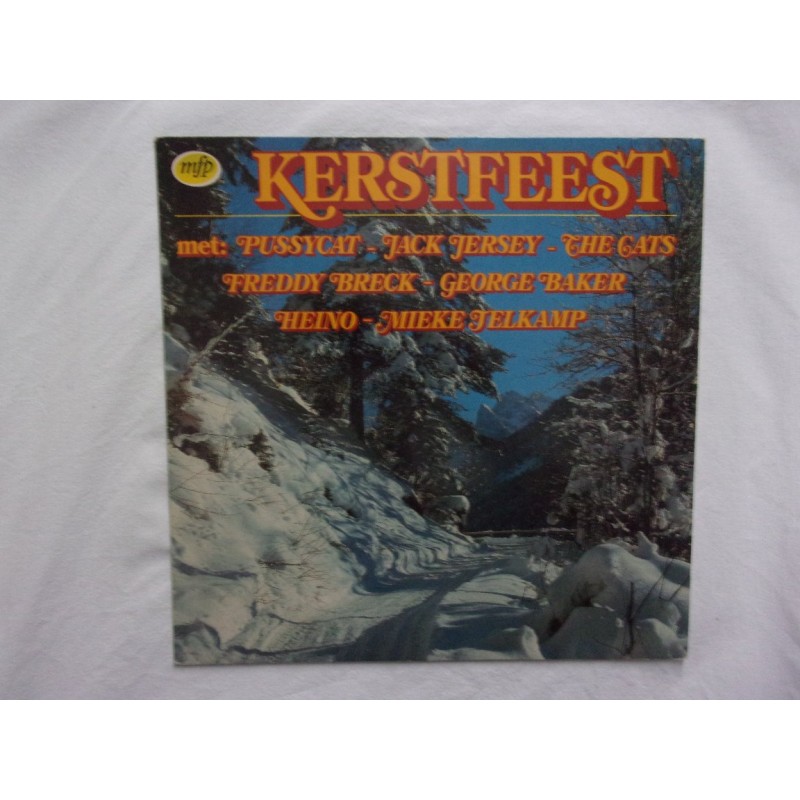 mfp
KERSTFEEST
met: PUSSYCAT - JACK JERSEY - THE CATS
FREDDY BRECK - GEORGE BAKER
HEINO - MIEKE TELKAMP